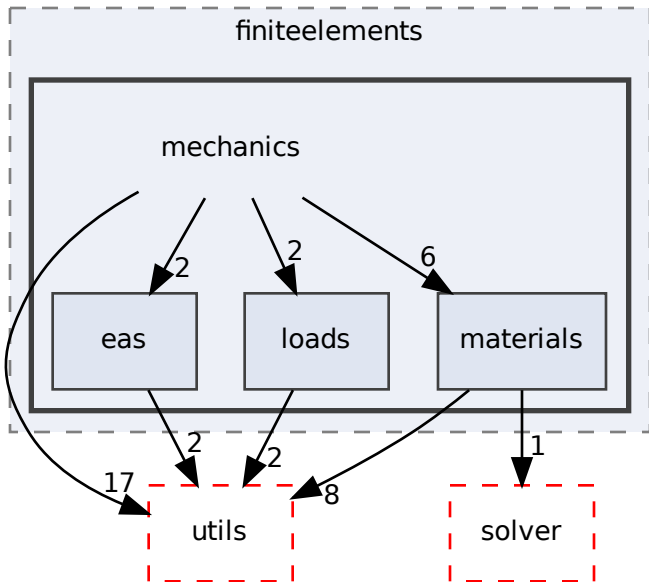 finiteelements
mechanics
2
2
6
eas
loads
materials
17
2
2
8
1
utils
solver